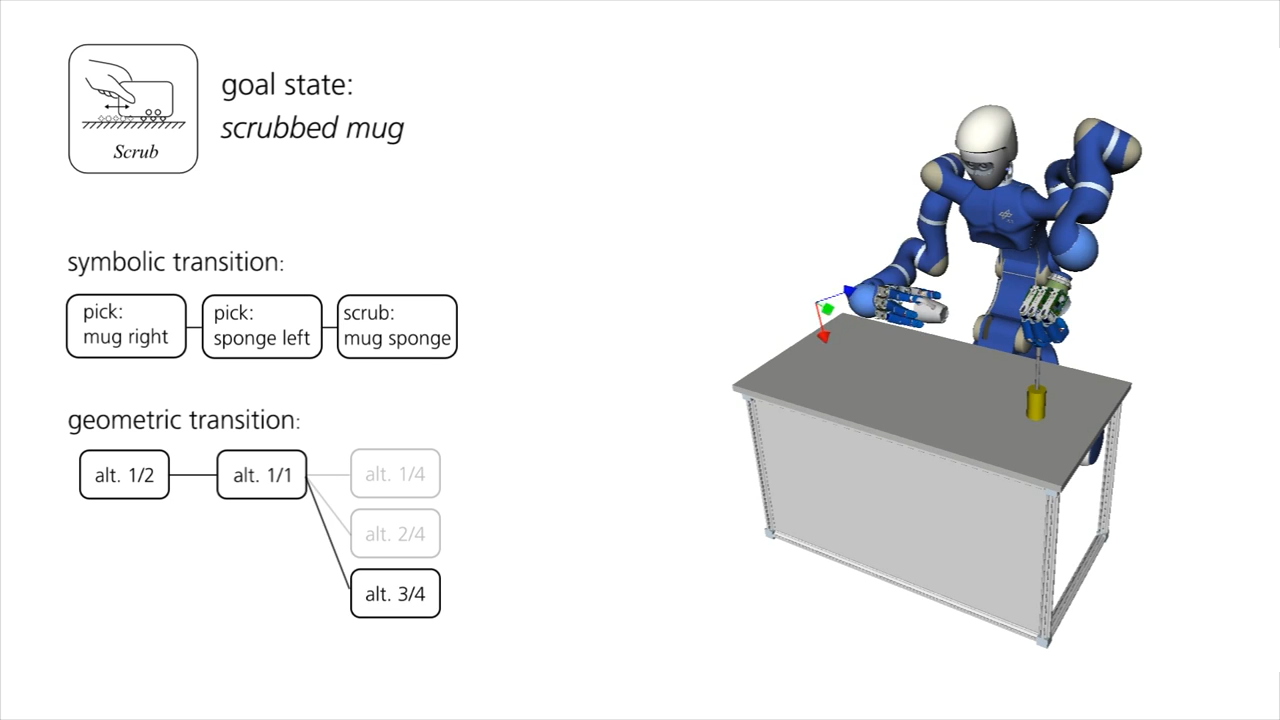 Scrub
goal state:
scrubbed mug
symbolic transition:
pick:
mug right
pick:
sponge left
scrub:
mug sponge
geometric transition:
alt. 1/2
alt. 1/1
alt. 1/4
alt. 2/4
alt. 3/4